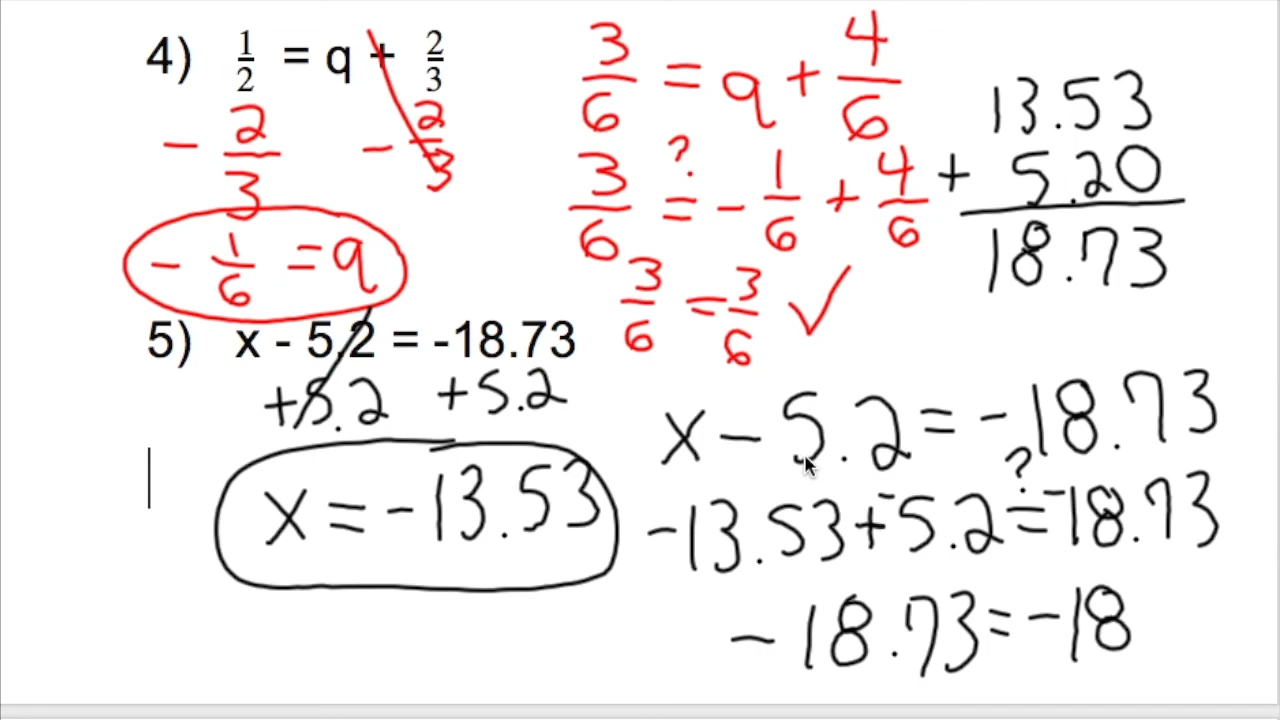 4) 1/2 = q + 2/3
- 2/3 - 2/3
- 1/6 = q
3/6 = q + 4/6
3/6 ?= - 1/6 + 4/6
3/6 = 3/6 ✓
13.53
+ 5.20
18.73
5) x - 5.2 = -18.73
+5.2 +5.2
x = -13.53
x - 5.2 = -18.73
-13.53 + -5.2 ?= -18.73
-18.73 = -18